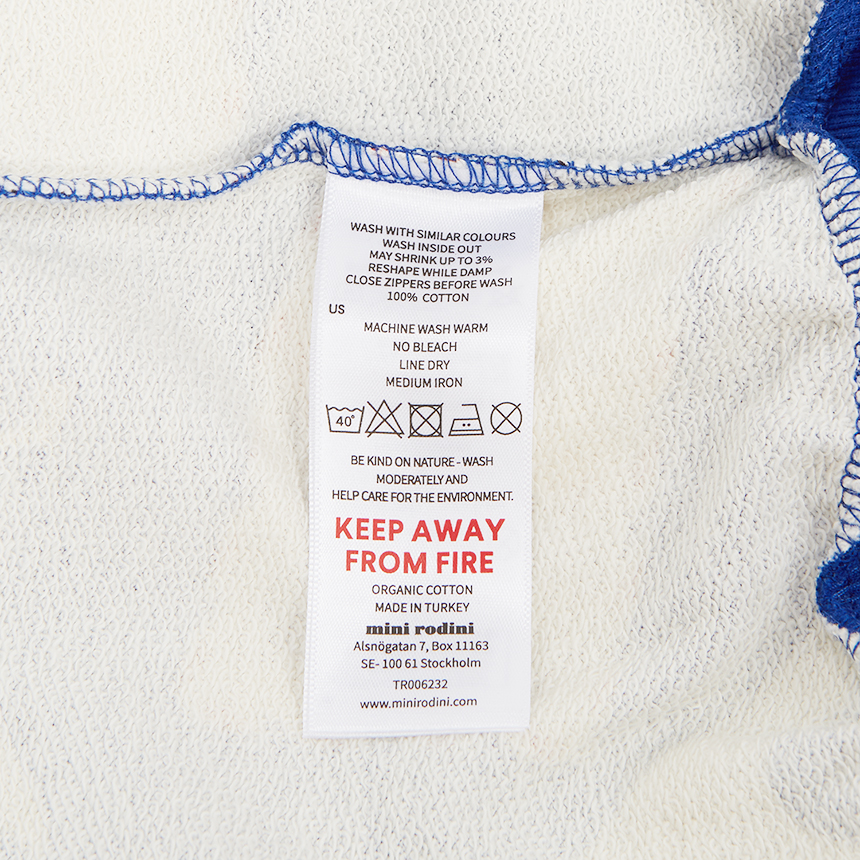 WASH WITH SIMILAR COLOURS
WASH INSIDE OUT
MAY SHRINK UP TO 3%
RESHAPE WHILE DAMP
CLOSE ZIPPERS BEFORE WASH
100% COTTON
US
MACHINE WASH WARM
NO BLEACH
LINE DRY
MEDIUM IRON
40°
BE KIND ON NATURE - WASH
MODERATELY AND
HELP CARE FOR THE ENVIRONMENT.
KEEP AWAY
FROM FIRE
ORGANIC COTTON
MADE IN TURKEY
mini rodini
Alsnögatan 7, Box 11163
SE- 100 61 Stockholm
TR006232
www.minirodini.com